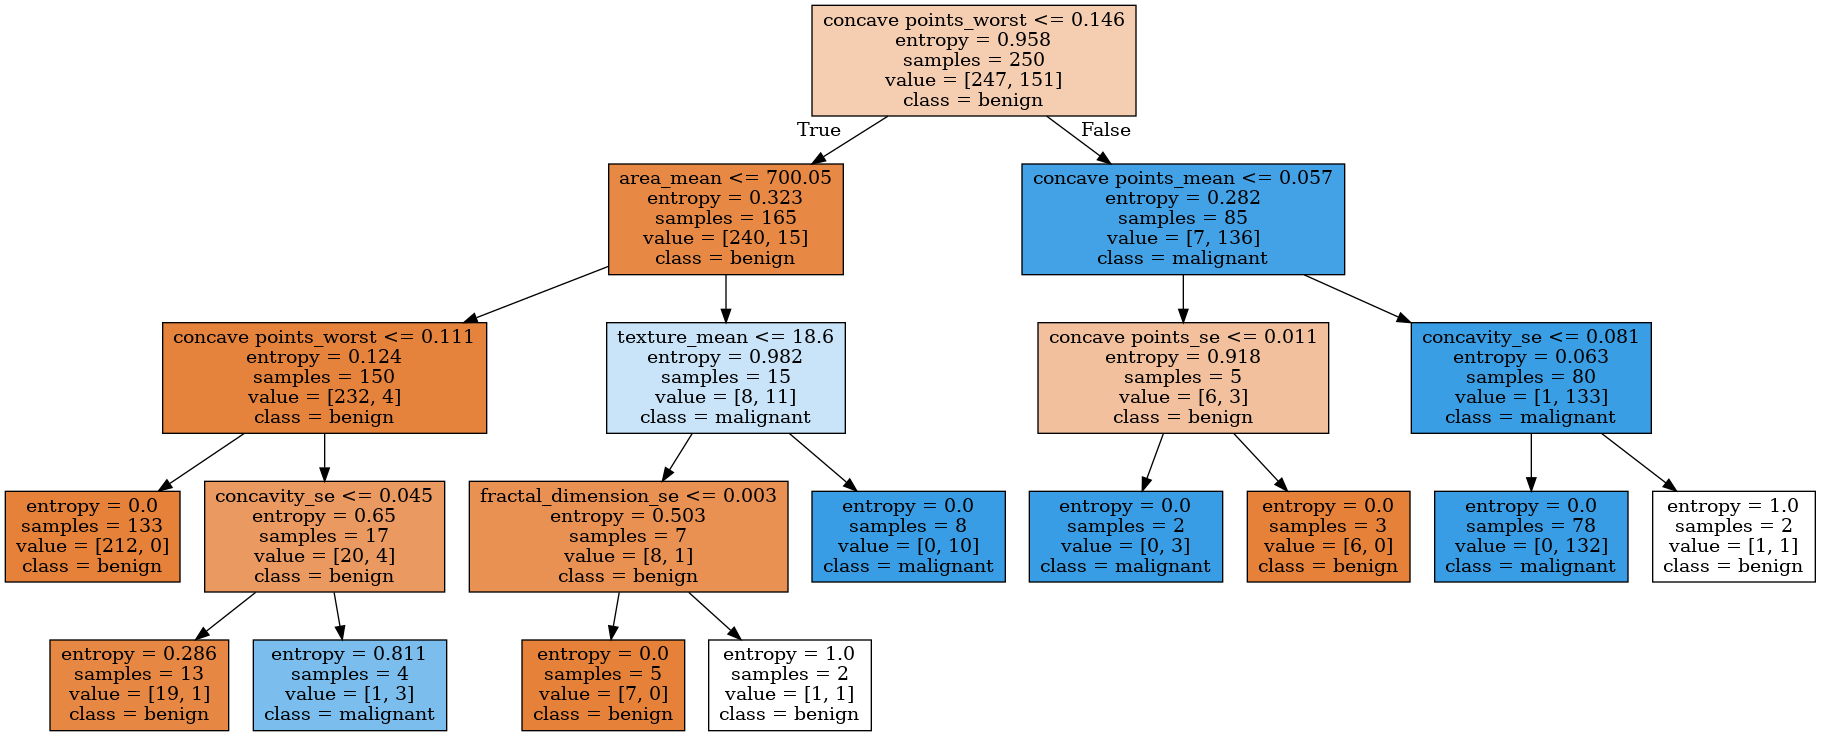 concave points_worst <= 0.146
entropy = 0.958
samples = 250
value = [247, 151]
class = benign
True
False
area_mean <= 700.05
entropy = 0.323
samples = 165
value = [240, 15]
class = benign
concave points_mean <= 0.057
entropy = 0.282
samples = 85
value = [7, 136]
class = malignant
concave points_worst <= 0.111
entropy = 0.124
samples = 150
value = [232, 4]
class = benign
texture_mean <= 18.6
entropy = 0.982
samples = 15
value = [8, 11]
class = malignant
concave points_se <= 0.011
entropy = 0.918
samples = 5
value = [6, 3]
class = benign
concavity_se <= 0.081
entropy = 0.063
samples = 80
value = [1, 133]
class = malignant
entropy = 0.0
samples = 133
value = [212, 0]
class = benign
concavity_se <= 0.045
entropy = 0.65
samples = 17
value = [20, 4]
class = benign
fractal_dimension_se <= 0.003
entropy = 0.503
samples = 7
value = [8, 1]
class = benign
entropy = 0.0
samples = 8
value = [0, 10]
class = malignant
entropy = 0.0
samples = 2
value = [0, 3]
class = malignant
entropy = 0.0
samples = 3
value = [6, 0]
class = benign
entropy = 0.0
samples = 78
value = [0, 132]
class = malignant
entropy = 1.0
samples = 2
value = [1, 1]
class = benign
entropy = 0.286
samples = 13
value = [19, 1]
class = benign
entropy = 0.811
samples = 4
value = [1, 3]
class = malignant
entropy = 0.0
samples = 5
value = [7, 0]
class = benign
entropy = 1.0
samples = 2
value = [1, 1]
class = benign